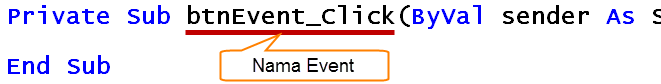 Private Sub btnEvent_Click(ByVal sender As
Nama Event
End Sub